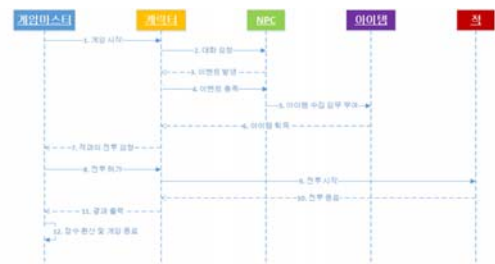 게임마스터
캐릭터
NPC
아이템
적
1. 게임 시작
2. 대화 요청
3. 이벤트 발생
4. 이벤트 충족
5. 아이템 수집 임무 부여
6. 아이템 획득
7. 적과의 전투 요청
8. 전투 허가
9. 전투 시작
10. 전투 종료
11. 결과 출력
12. 점수 환산 및 게임 종료